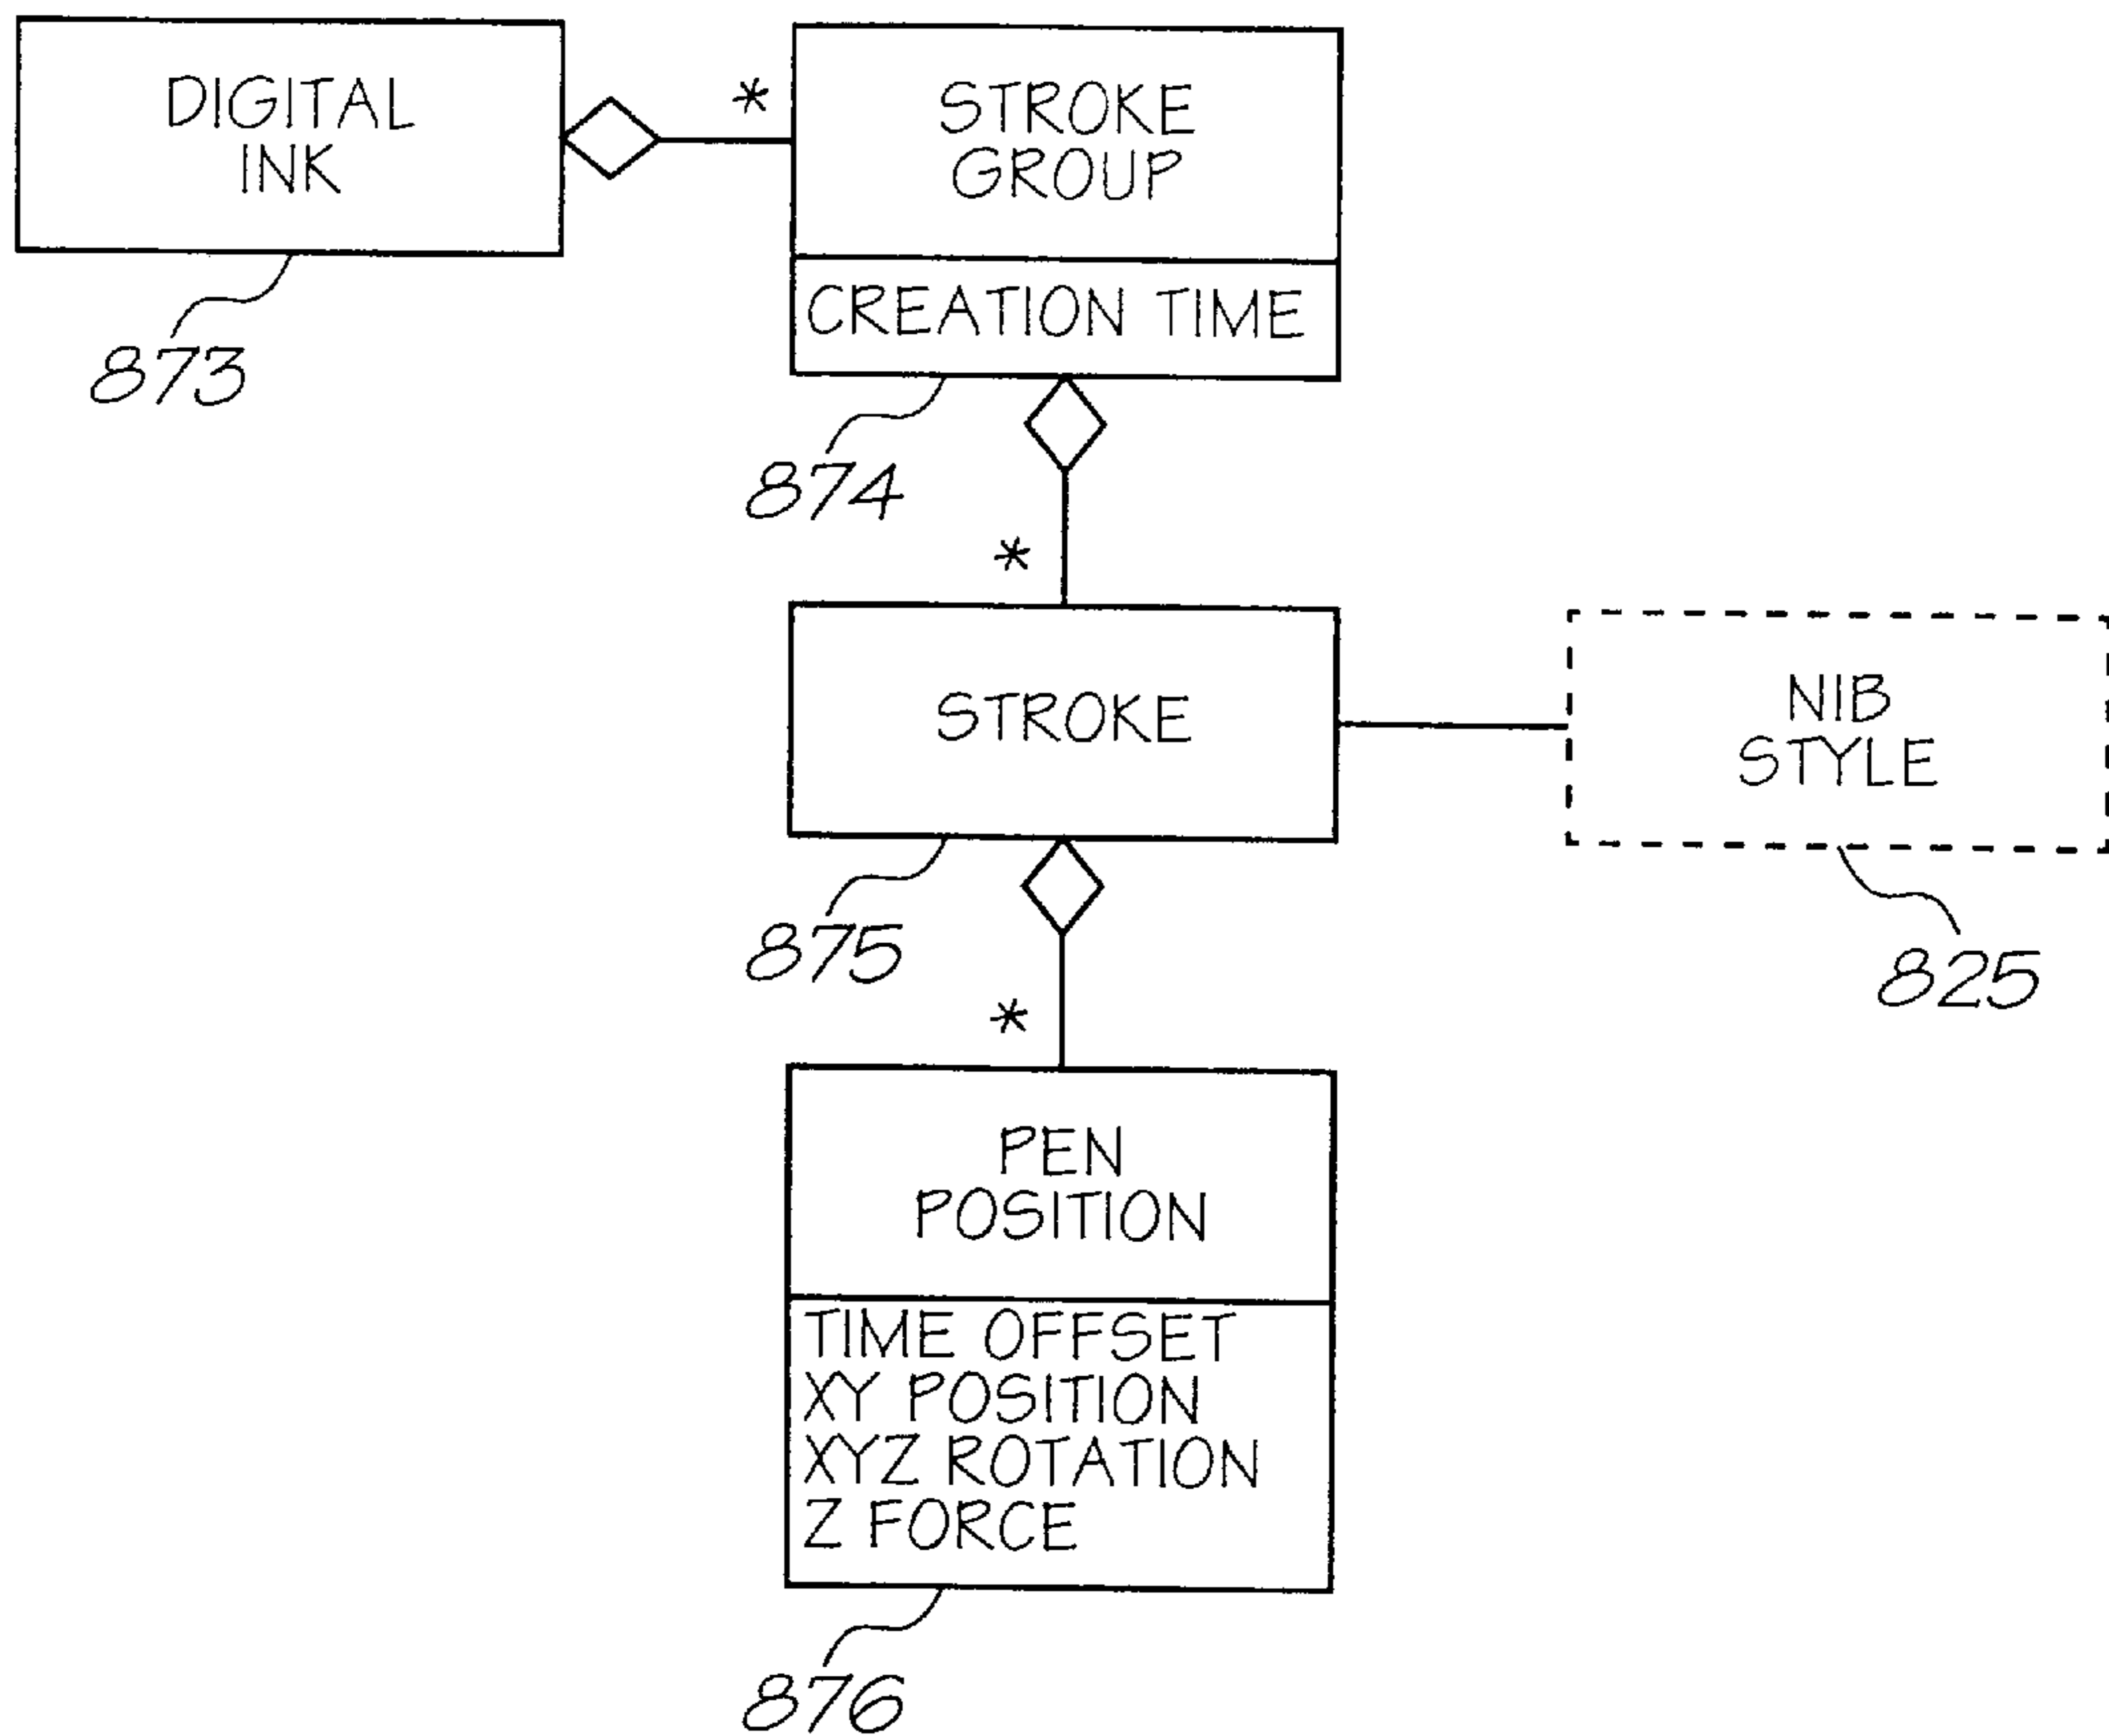 DIGITAL
INK
873
*
STROKE
GROUP
CREATION TIME
874
*
STROKE
875
NIB
STYLE
825
*
PEN
POSITION
TIME OFFSET
XY POSITION
XYZ ROTATION
Z FORCE
876